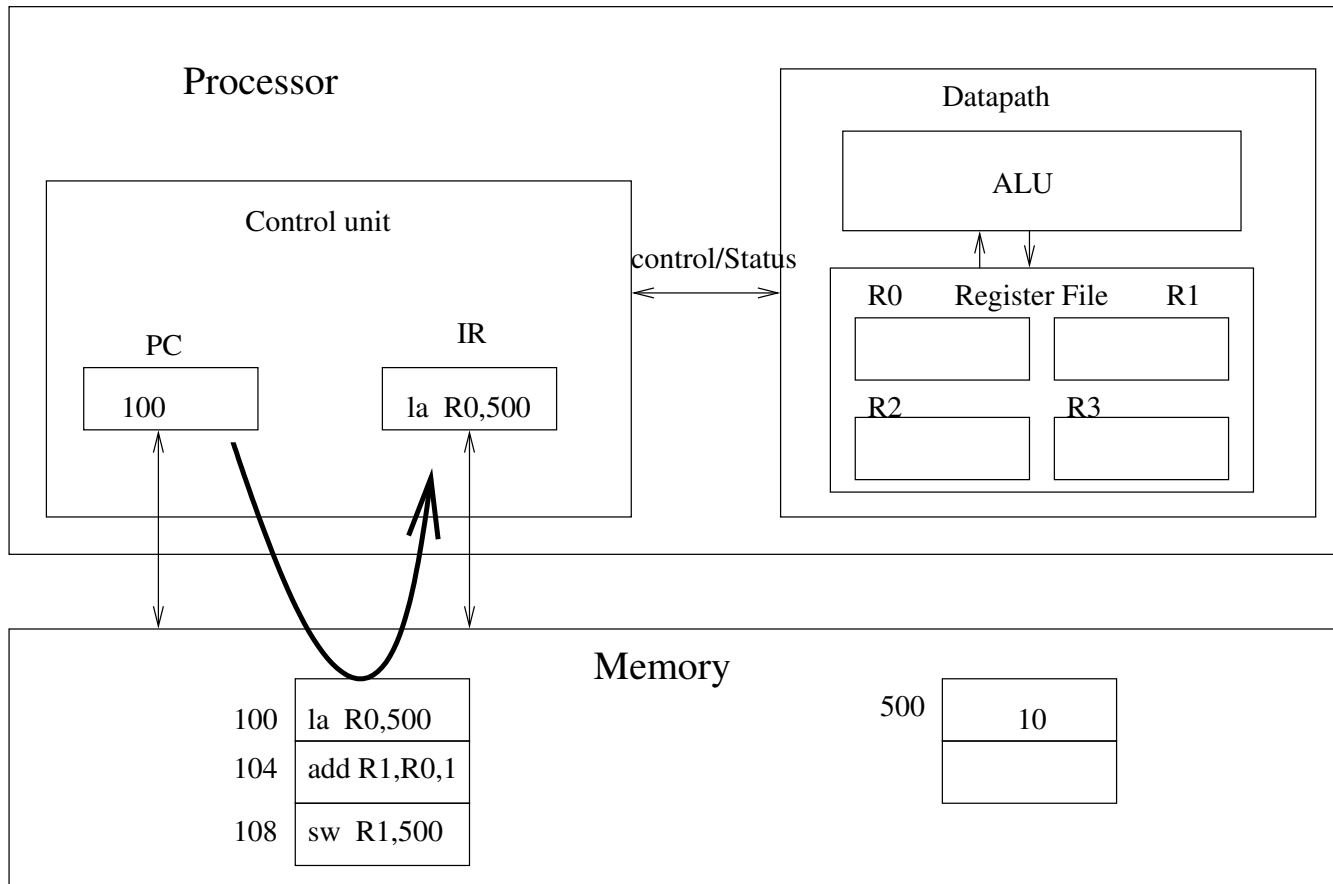 Processor
Datapath
ALU
Control unit
control/Status
R0 Register File R1
PC
IR
100
la R0,500
R2
R3
Memory
100 la R0,500
104 add R1,R0,1
108 sw R1,500
500 10